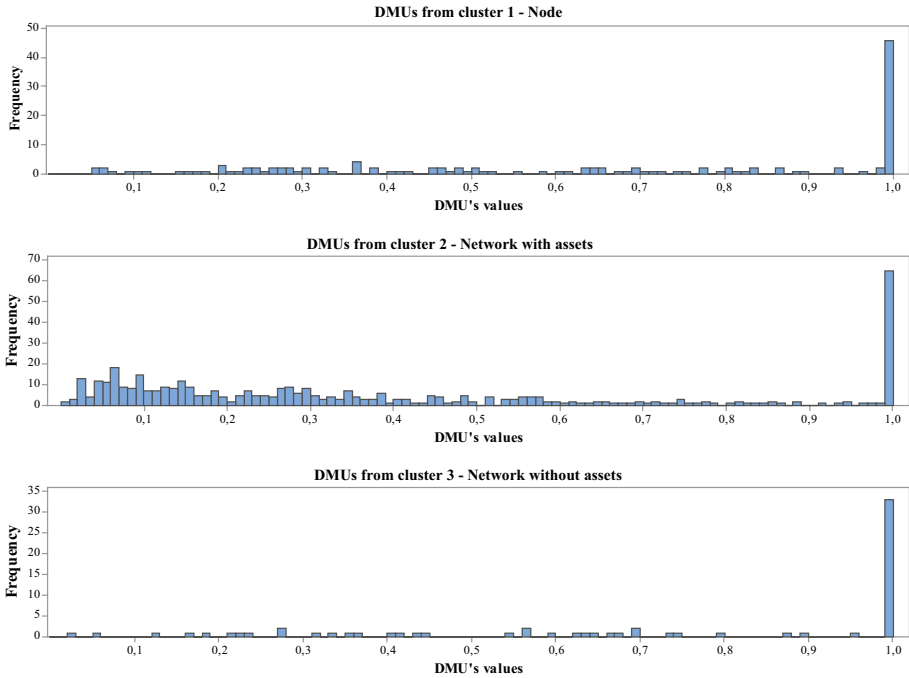 DMUs from cluster 1 - Node
50
40
30
20
10
0
Frequency
0,1 0,2 0,3 0,4 0,5 0,6 0,7 0,8 0,9 1,0
DMU's values
DMUs from cluster 2 - Network with assets
70
60
50
40
30
20
10
0
Frequency
0,1 0,2 0,3 0,4 0,5 0,6 0,7 0,8 0,9 1,0
DMU's values
DMUs from cluster 3 - Network without assets
35
30
25
20
15
10
5
0
Frequency
0,1 0,2 0,3 0,4 0,5 0,6 0,7 0,8 0,9 1,0
DMU's values